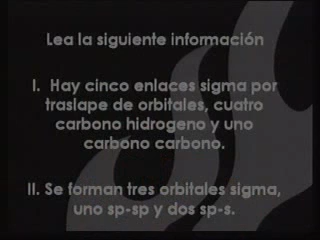 Lea la siguiente información
I. Hay cinco enlaces sigma por
traslape de orbitales, cuatro
carbono hidrogeno y uno
carbono carbono.
II. Se forman tres orbitales sigma,
uno sp-sp y dos sp-s.